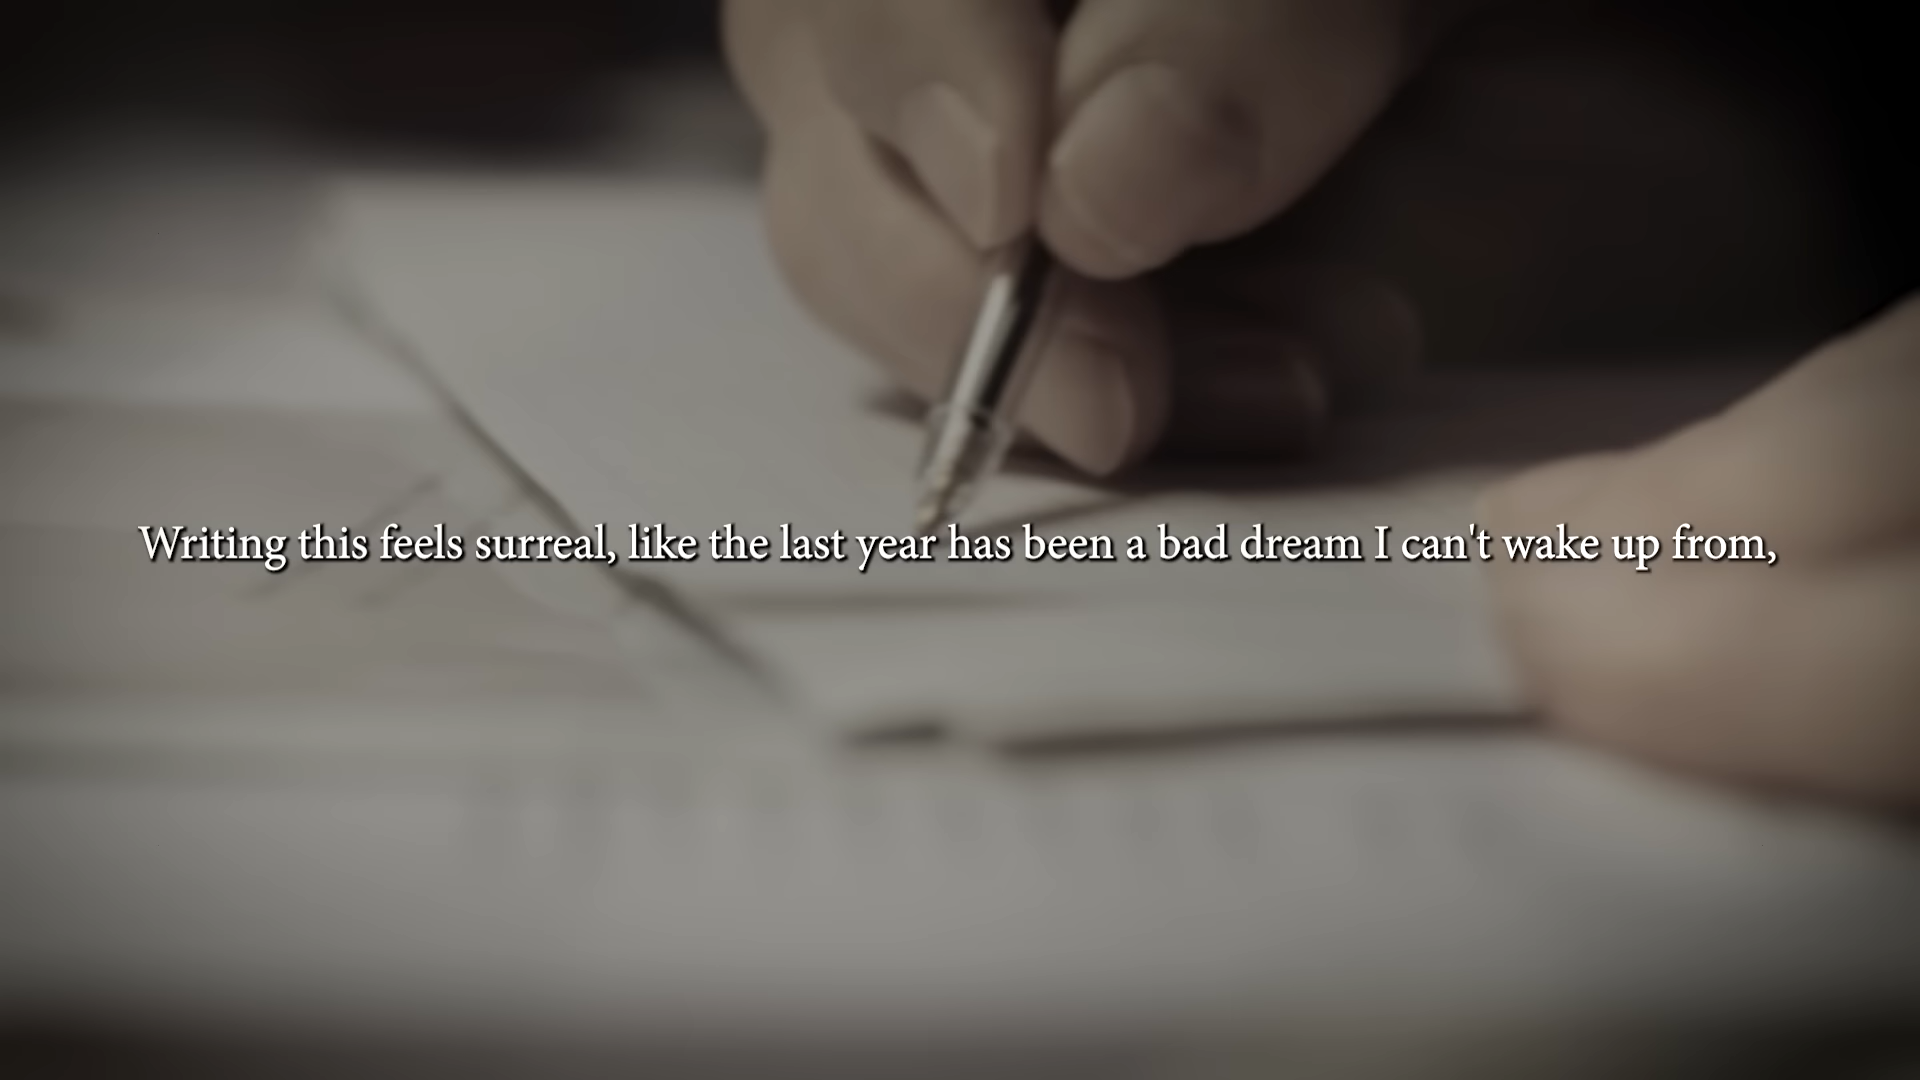 Writing this feels surreal, like the last year has been a bad dream I can't wake up from,